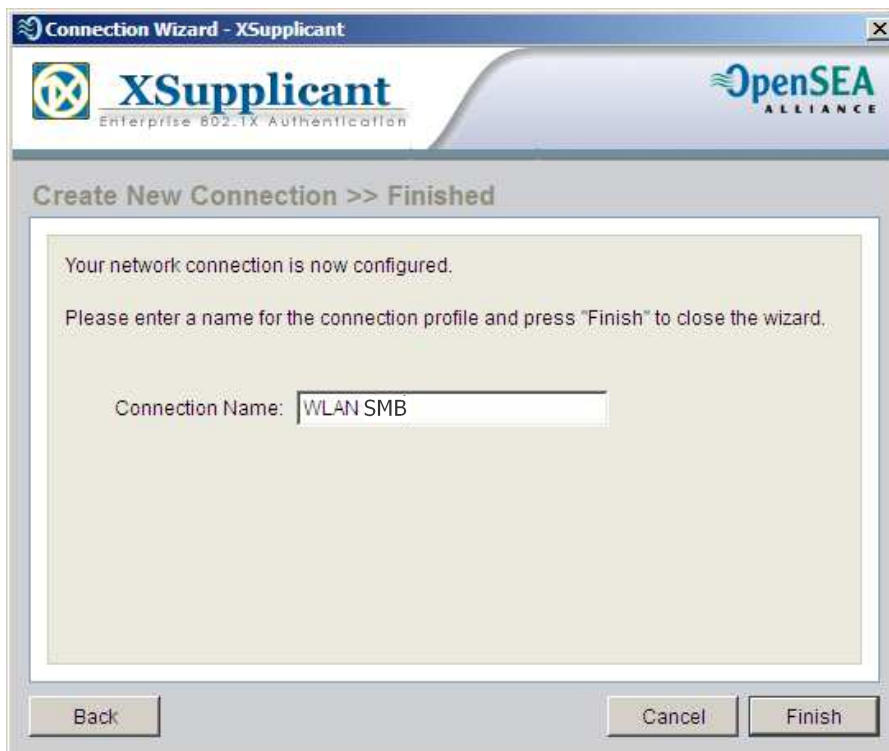 Connection Wizard - XSupplicant
1X
XSupplicant
Enterprise 802.1X Authentication
OpenSEA
ALLIANCE
Create New Connection >> Finished
Your network connection is now configured.
Please enter a name for the connection profile and press "Finish" to close the wizard.
Connection Name: WLAN SMB
Back
Cancel
Finish